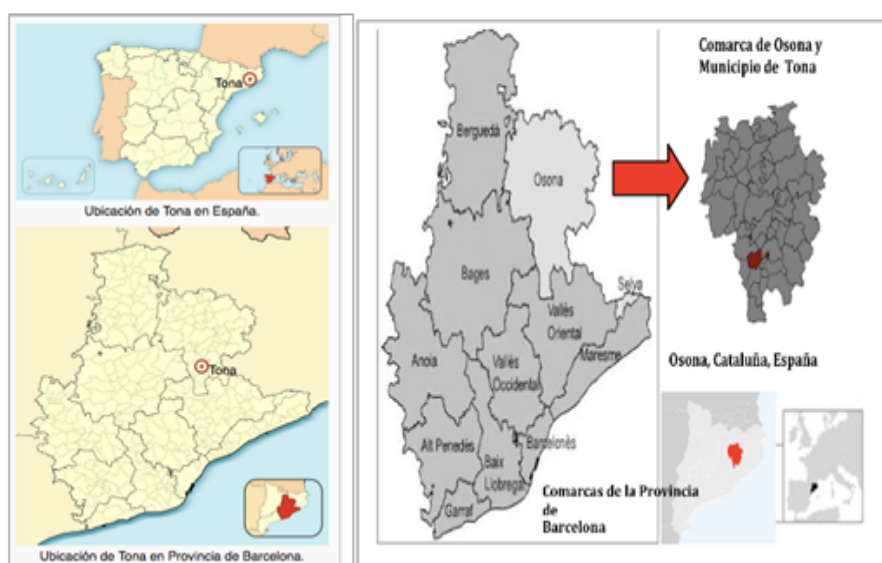 Tona
Ubicación de Tona en España.
Tona
Ubicación de Tona en Provincia de Barcelona.
Berguedà
Osona
Bages
Selva
Vallès
Oriental
Anoia
Vallès
Occidental
Maresme
Alt Penedès
Baix
Llobregat
Barcelonès
Garraf
Comarcas de la Provincia
de
Barcelona
Comarca de Osona y
Municipio de Tona
Osona, Cataluña, España